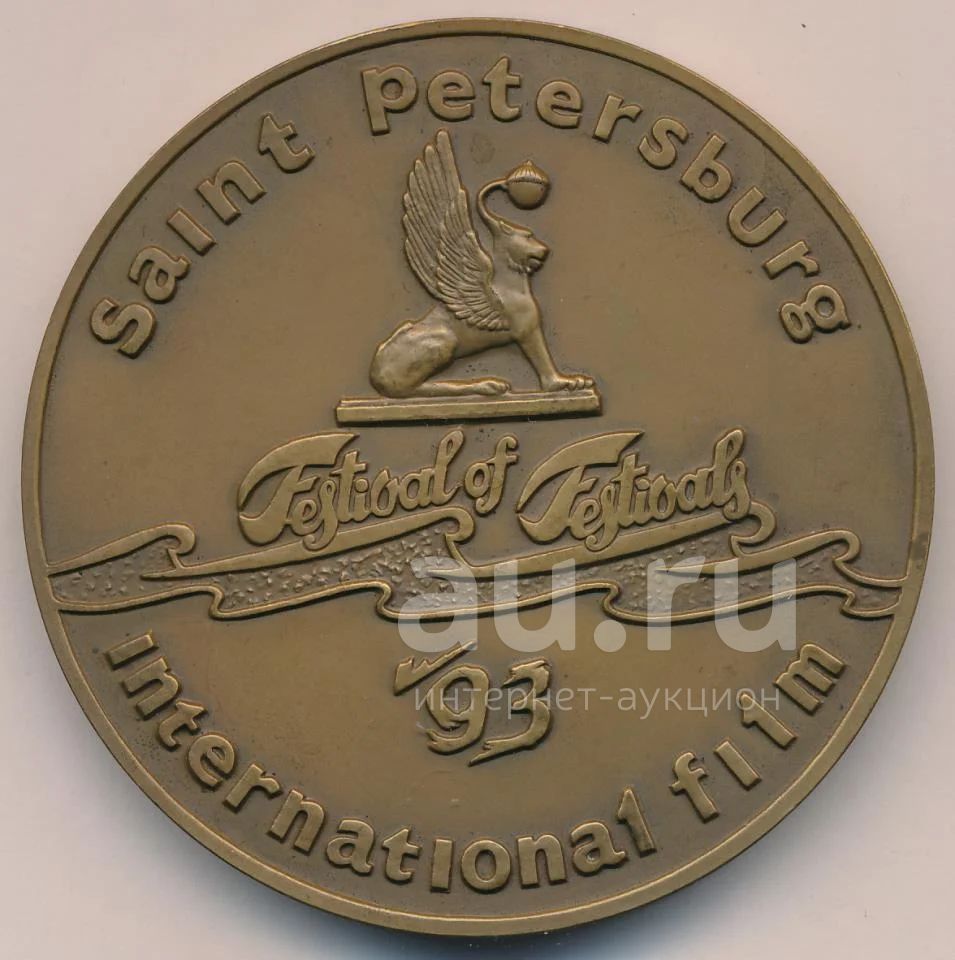 Saint Petersburg
Festival of Festivals
'93
International film
au.ru
интернет-аукцион